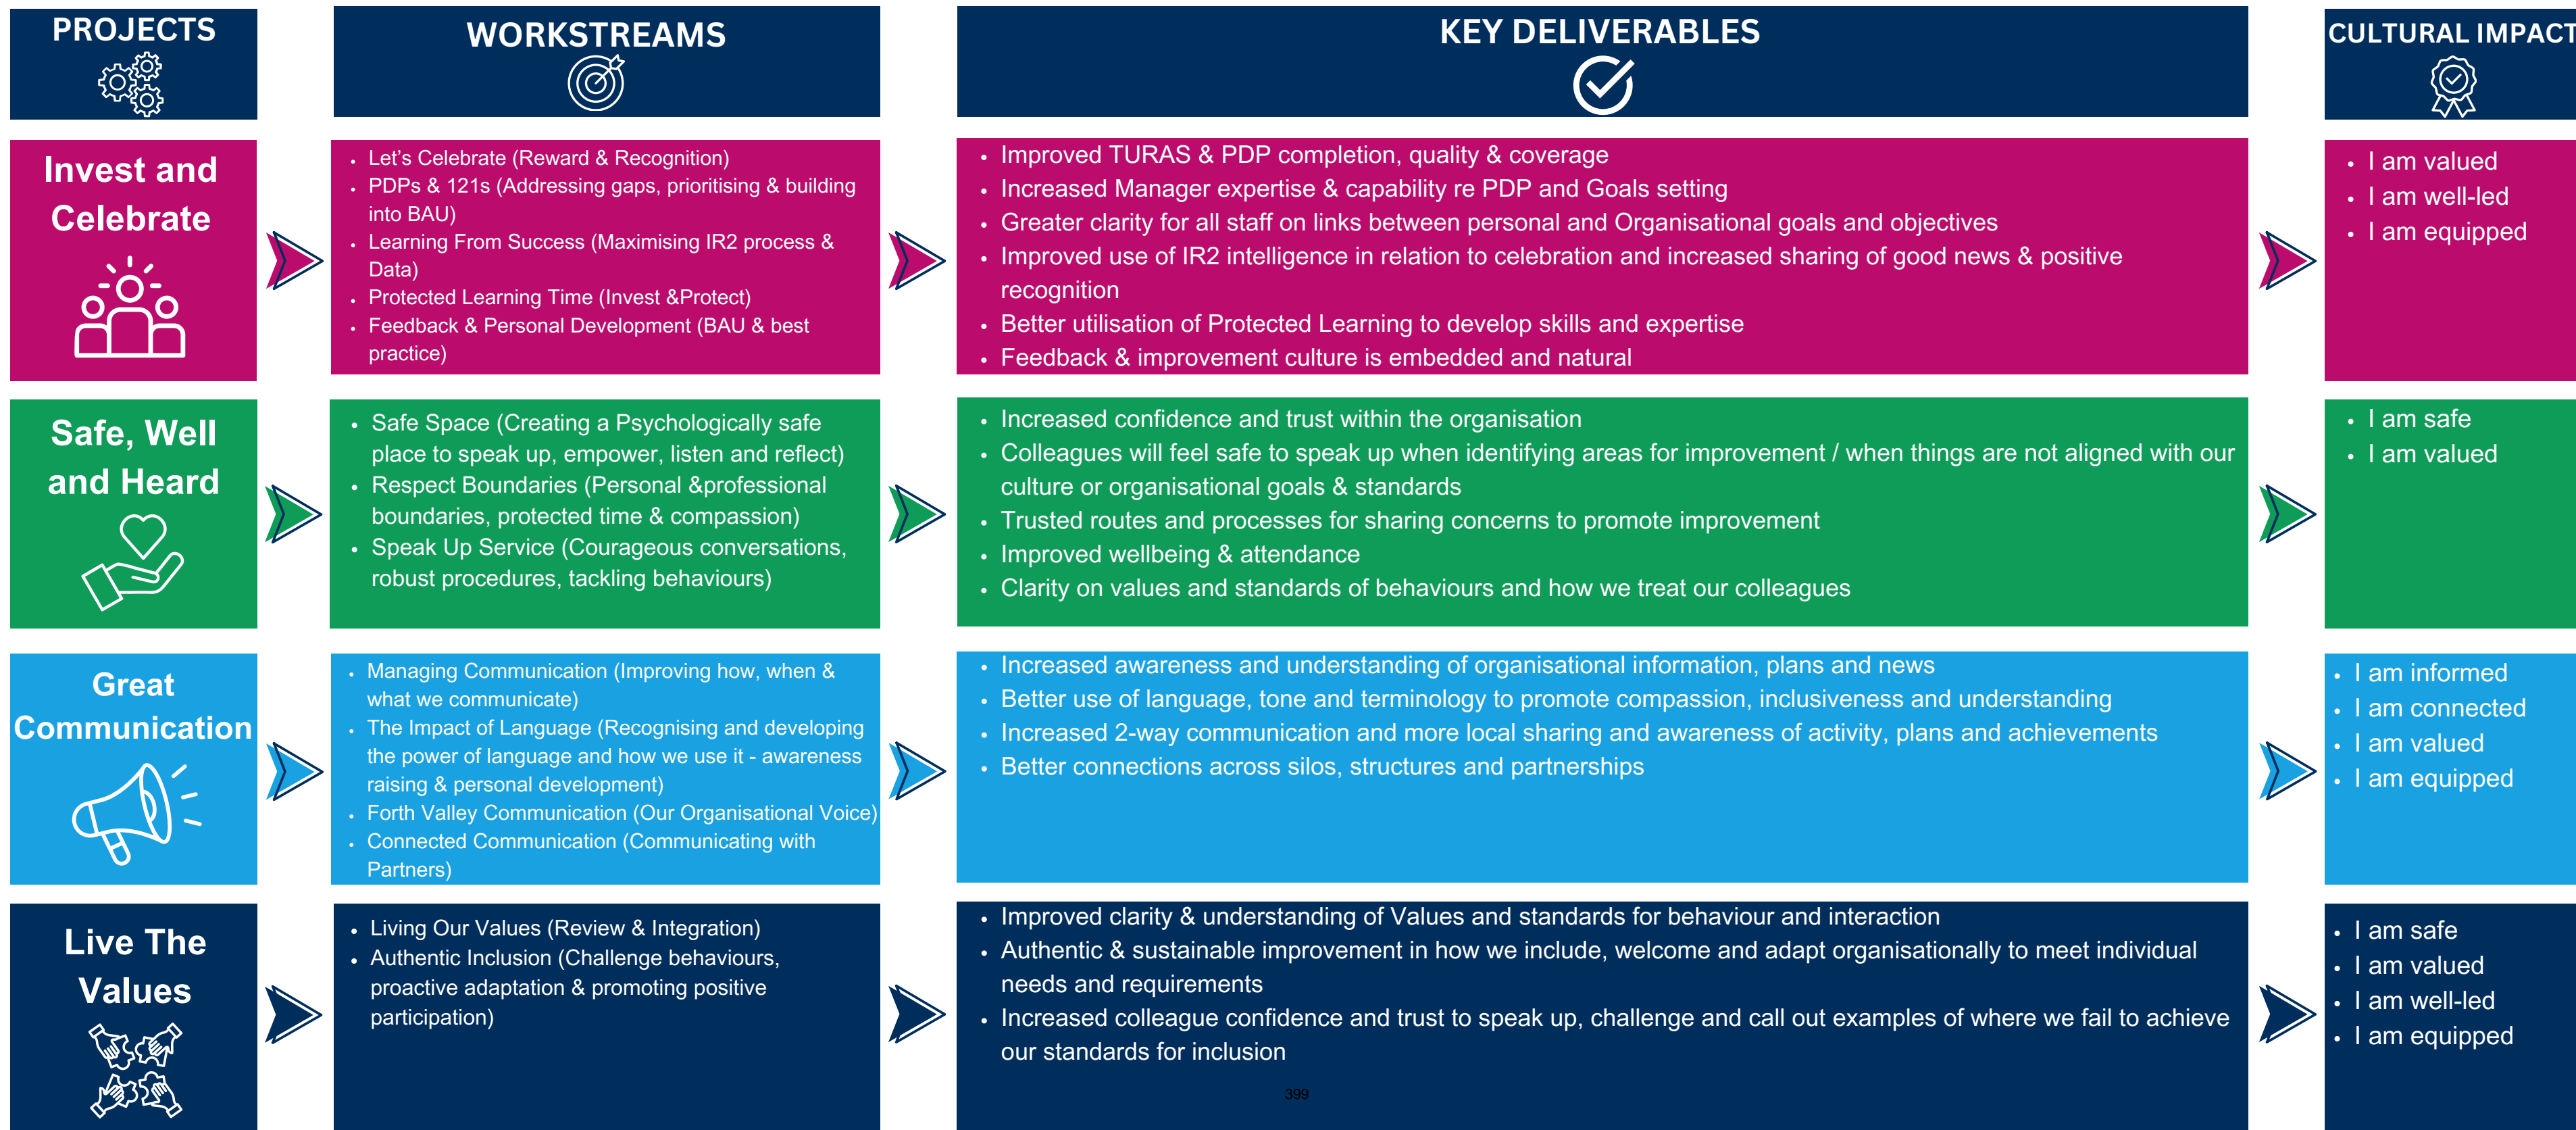 PROJECTS
WORKSTREAMS
KEY DELIVERABLES
CULTURAL IMPACT
Invest and
Celebrate
• Let's Celebrate (Reward & Recognition)
• PDPs & 121s (Addressing gaps, prioritising & building
into BAU)
• Learning From Success (Maximising IR2 process &
Data)
• Protected Learning Time (Invest &Protect)
• Feedback & Personal Development (BAU & best
practice)
• Improved TURAS & PDP completion, quality & coverage
• Increased Manager expertise & capability re PDP and Goals setting
• Greater clarity for all staff on links between personal and Organisational goals and objectives
• Improved use of IR2 intelligence in relation to celebration and increased sharing of good news & positive
recognition
• Better utilisation of Protected Learning to develop skills and expertise
• Feedback & improvement culture is embedded and natural
• I am valued
• I am well-led
• I am equipped
Safe, Well
and Heard
• Safe Space (Creating a Psychologically safe
place to speak up, empower, listen and reflect)
• Respect Boundaries (Personal &professional
boundaries, protected time & compassion)
• Speak Up Service (Courageous conversations,
robust procedures, tackling behaviours)
• Increased confidence and trust within the organisation
• Colleagues will feel safe to speak up when identifying areas for improvement / when things are not aligned with our
culture or organisational goals & standards
• Trusted routes and processes for sharing concerns to promote improvement
• Improved wellbeing & attendance
• Clarity on values and standards of behaviours and how we treat our colleagues
• I am safe
• I am valued
Great
Communication
• Managing Communication (Improving how, when &
what we communicate)
• The Impact of Language (Recognising and developing
the power of language and how we use it - awareness
raising & personal development)
• Forth Valley Communication (Our Organisational Voice)
• Connected Communication (Communicating with
Partners)
• Increased awareness and understanding of organisational information, plans and news
• Better use of language, tone and terminology to promote compassion, inclusiveness and understanding
• Increased 2-way communication and more local sharing and awareness of activity, plans and achievements
• Better connections across silos, structures and partnerships
• I am informed
• I am connected
• I am valued
• I am equipped
Live The
Values
• Living Our Values (Review & Integration)
• Authentic Inclusion (Challenge behaviours,
proactive adaptation & promoting positive
participation)
• Improved clarity & understanding of Values and standards for behaviour and interaction
• Authentic & sustainable improvement in how we include, welcome and adapt organisationally to meet individual
needs and requirements
• Increased colleague confidence and trust to speak up, challenge and call out examples of where we fail to achieve
our standards for inclusion
• I am safe
• I am valued
• I am well-led
• I am equipped
399